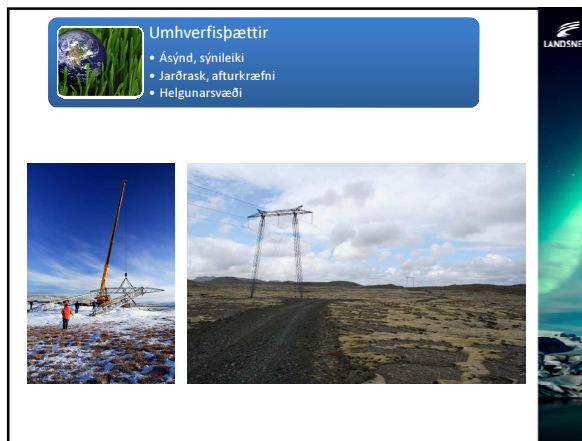 Umhverfisþættir
• Ásýnd, sýnileiki
• Jarðrask, afturkræfni
• Helgunarsvæði
LANDSNE